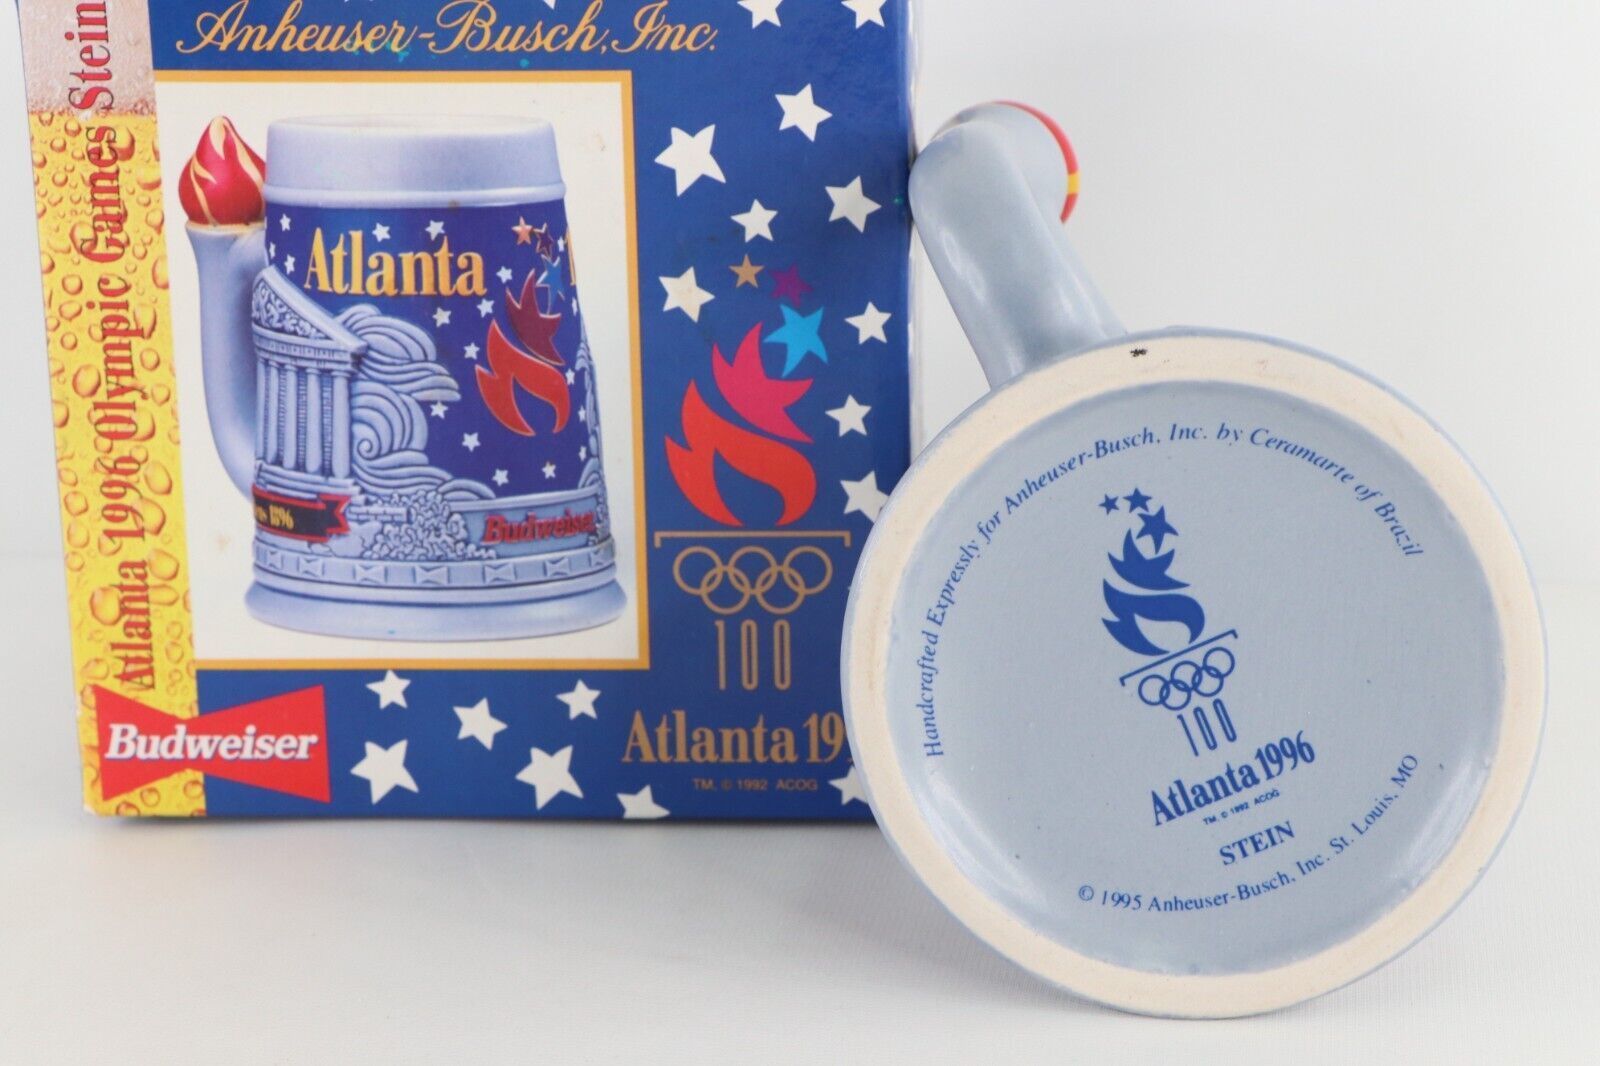 Anheuser-Busch, Inc.
Atlanta 1996 Olympic Games Stein
Atlanta
1896
Budweiser
100
Atlanta 19
TM, © 1992 ACOG
Budweiser
Handcrafted Expressly for Anheuser-Busch, Inc. by Ceramarte of Brazil
100
Atlanta 1996
TM, © 1992 ACOG
STEIN
© 1995 Anheuser-Busch, Inc. St. Louis, MO